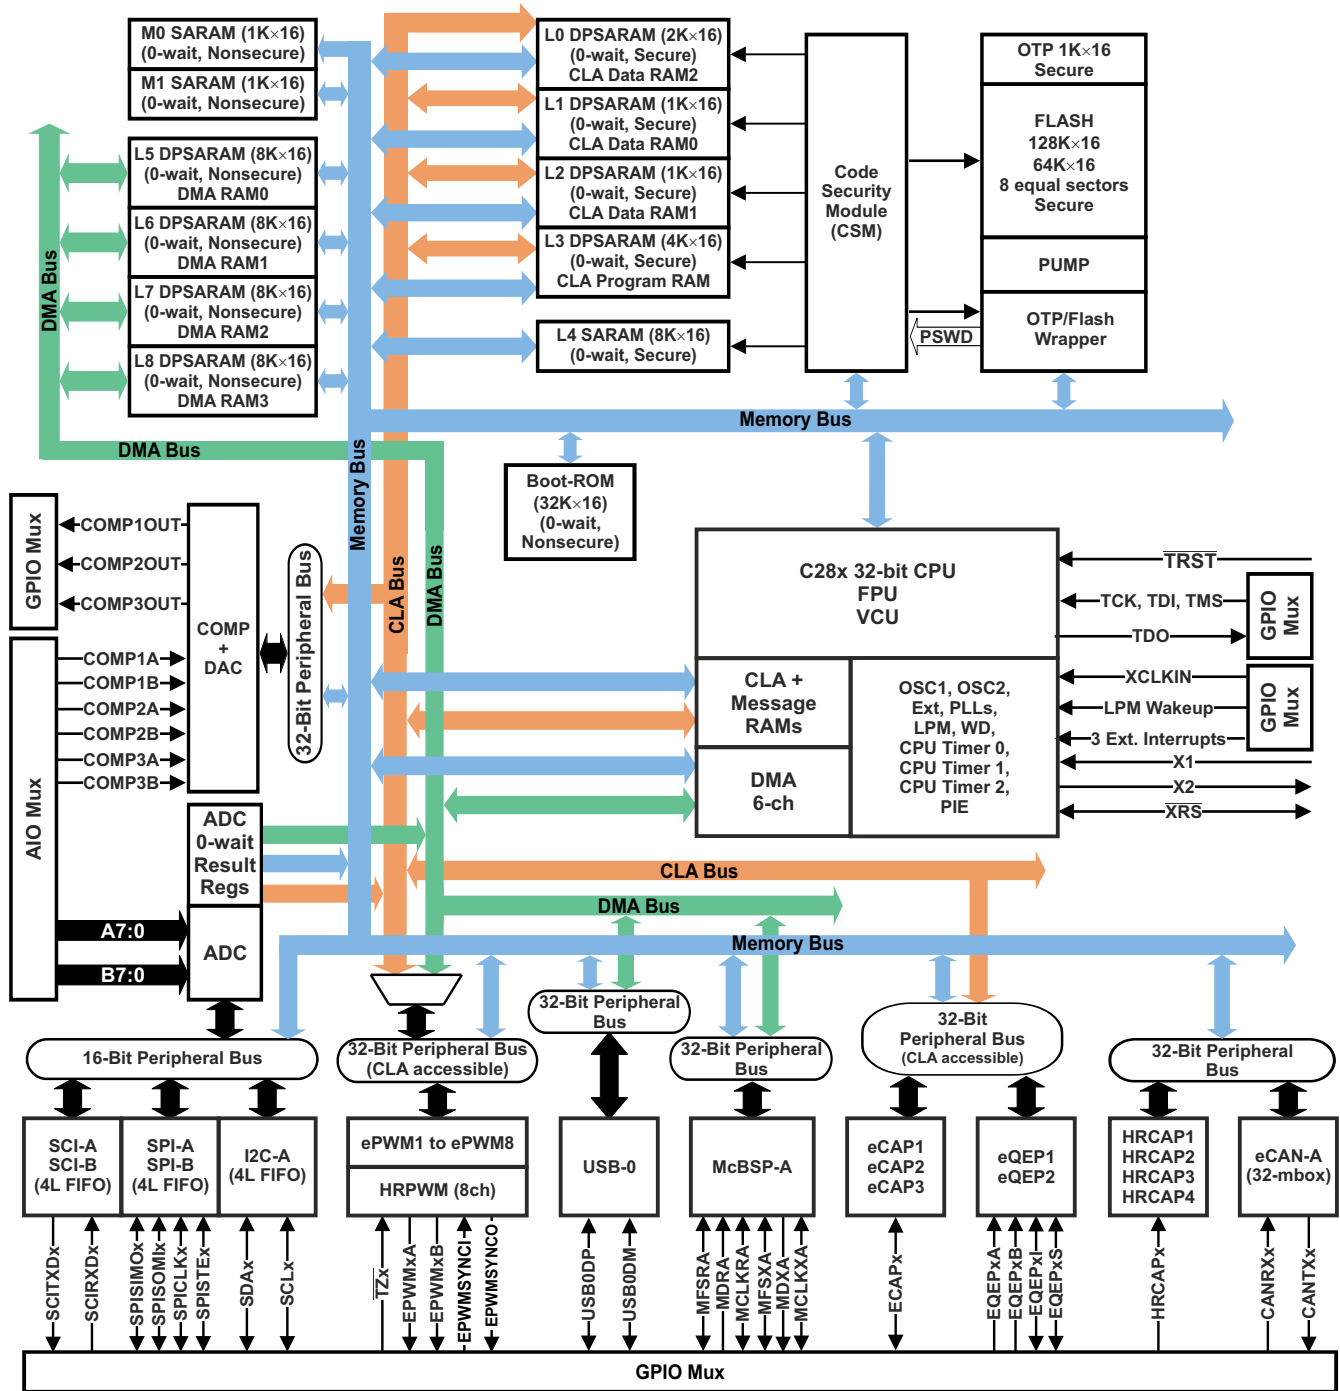 M0 SARAM (1K×16)
(0-wait, Nonsecure)
M1 SARAM (1K×16)
(0-wait, Nonsecure)
L5 DPSARAM (8K×16)
(0-wait, Nonsecure)
DMA RAM0
L6 DPSARAM (8K×16)
(0-wait, Nonsecure)
DMA RAM1
L7 DPSARAM (8K×16)
(0-wait, Nonsecure)
DMA RAM2
L8 DPSARAM (8K×16)
(0-wait, Nonsecure)
DMA RAM3
DMA Bus
DMA Bus
L0 DPSARAM (2K×16)
(0-wait, Secure)
CLA Data RAM2
L1 DPSARAM (1K×16)
(0-wait, Secure)
CLA Data RAM0
L2 DPSARAM (1K×16)
(0-wait, Secure)
CLA Data RAM1
L3 DPSARAM (4K×16)
(0-wait, Secure)
CLA Program RAM
L4 SARAM (8K×16)
(0-wait, Secure)
Code
Security
Module
(CSM)
OTP 1K×16
Secure
FLASH
128K×16
64K×16
8 equal sectors
Secure
PUMP
OTP/Flash
Wrapper
PSWD
Memory Bus
Memory Bus
CLA Bus
DMA Bus
Boot-ROM
(32K×16)
(0-wait,
Nonsecure)
GPIO Mux
COMP1OUT
COMP2OUT
COMP3OUT
COMP
+
DAC
32-Bit Peripheral Bus
AIO Mux
COMP1A
COMP1B
COMP2A
COMP2B
COMP3A
COMP3B
ADC
0-wait
Result
Regs
ADC
A7:0
B7:0
C28x 32-bit CPU
FPU
VCU
CLA +
Message
RAMs
DMA
6-ch
OSC1, OSC2,
Ext, PLLs,
LPM, WD,
CPU Timer 0,
CPU Timer 1,
CPU Timer 2,
PIE
TRST
TCK, TDI, TMS
TDO
GPIO
Mux
XCLKIN
LPM Wakeup
3 Ext. Interrupts
GPIO
Mux
X1
X2
XRS
CLA Bus
DMA Bus
Memory Bus
16-Bit Peripheral Bus
32-Bit Peripheral Bus
(CLA accessible)
32-Bit Peripheral
Bus
32-Bit Peripheral
Bus
32-Bit
Peripheral Bus
(CLA accessible)
32-Bit Peripheral
Bus
SCI-A
SCI-B
(4L FIFO)
SPI-A
SPI-B
(4L FIFO)
I2C-A
(4L FIFO)
ePWM1 to ePWM8
HRPWM (8ch)
USB-0
McBSP-A
eCAP1
eCAP2
eCAP3
eQEP1
eQEP2
HRCAP1
HRCAP2
HRCAP3
HRCAP4
eCAN-A
(32-mbox)
SCITXDx
SCIRXDx
SPISIMOx
SPISOMIx
SPICLKx
SPISTEx
SDAx
SCLx
TZx
EPWMxA
EPWMxB
EPWMSYNCI
EPWMSYNCO
USB0DP
USB0DM
MFSRA
MDRA
MCLKRA
MFSXA
MDXA
MCLKXA
ECAPx
EQEPxA
EQEPxB
EQEPxI
EQEPxS
HRCAPx
CANRXx
CANTXx
GPIO Mux